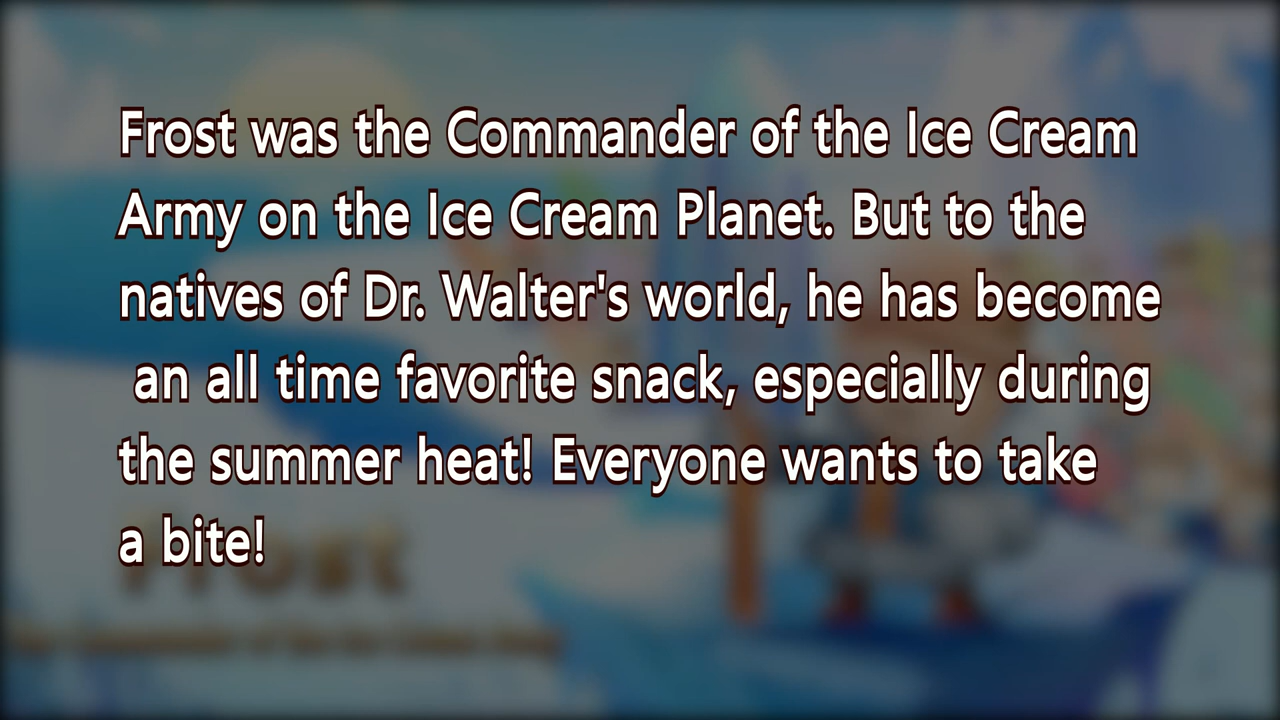 Frost was the Commander of the Ice Cream
Army on the Ice Cream Planet. But to the
natives of Dr. Walter's world, he has become
an all time favorite snack, especially during
the summer heat! Everyone wants to take
a bite!
Frost